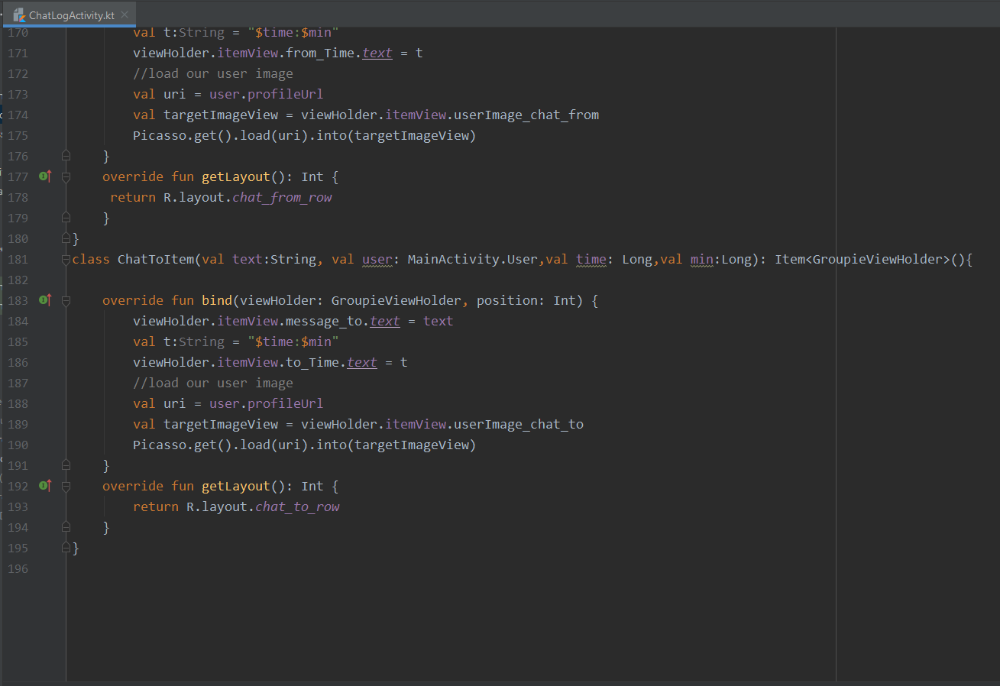 ChatLogActivity.kt
170 val t:String = "$time:$min"
171 viewHolder.itemView.from_Time.text = t
172 //load our user image
173 val uri = user.profileUrl
174 val targetImageView = viewHolder.itemView.userImage_chat_from
175 Picasso.get().load(uri).into(targetImageView)
176 }
177 override fun getLayout(): Int {
178 return R.layout.chat_from_row
179 }
180 }
181 class ChatToItem(val text:String, val user: MainActivity.User,val time: Long,val min:Long): Item<GroupieViewHolder>(){
182
183 override fun bind(viewHolder: GroupieViewHolder, position: Int) {
184 viewHolder.itemView.message_to.text = text
185 val t:String = "$time:$min"
186 viewHolder.itemView.to_Time.text = t
187 //load our user image
188 val uri = user.profileUrl
189 val targetImageView = viewHolder.itemView.userImage_chat_to
190 Picasso.get().load(uri).into(targetImageView)
191 }
192 override fun getLayout(): Int {
193 return R.layout.chat_to_row
194 }
195 }
196